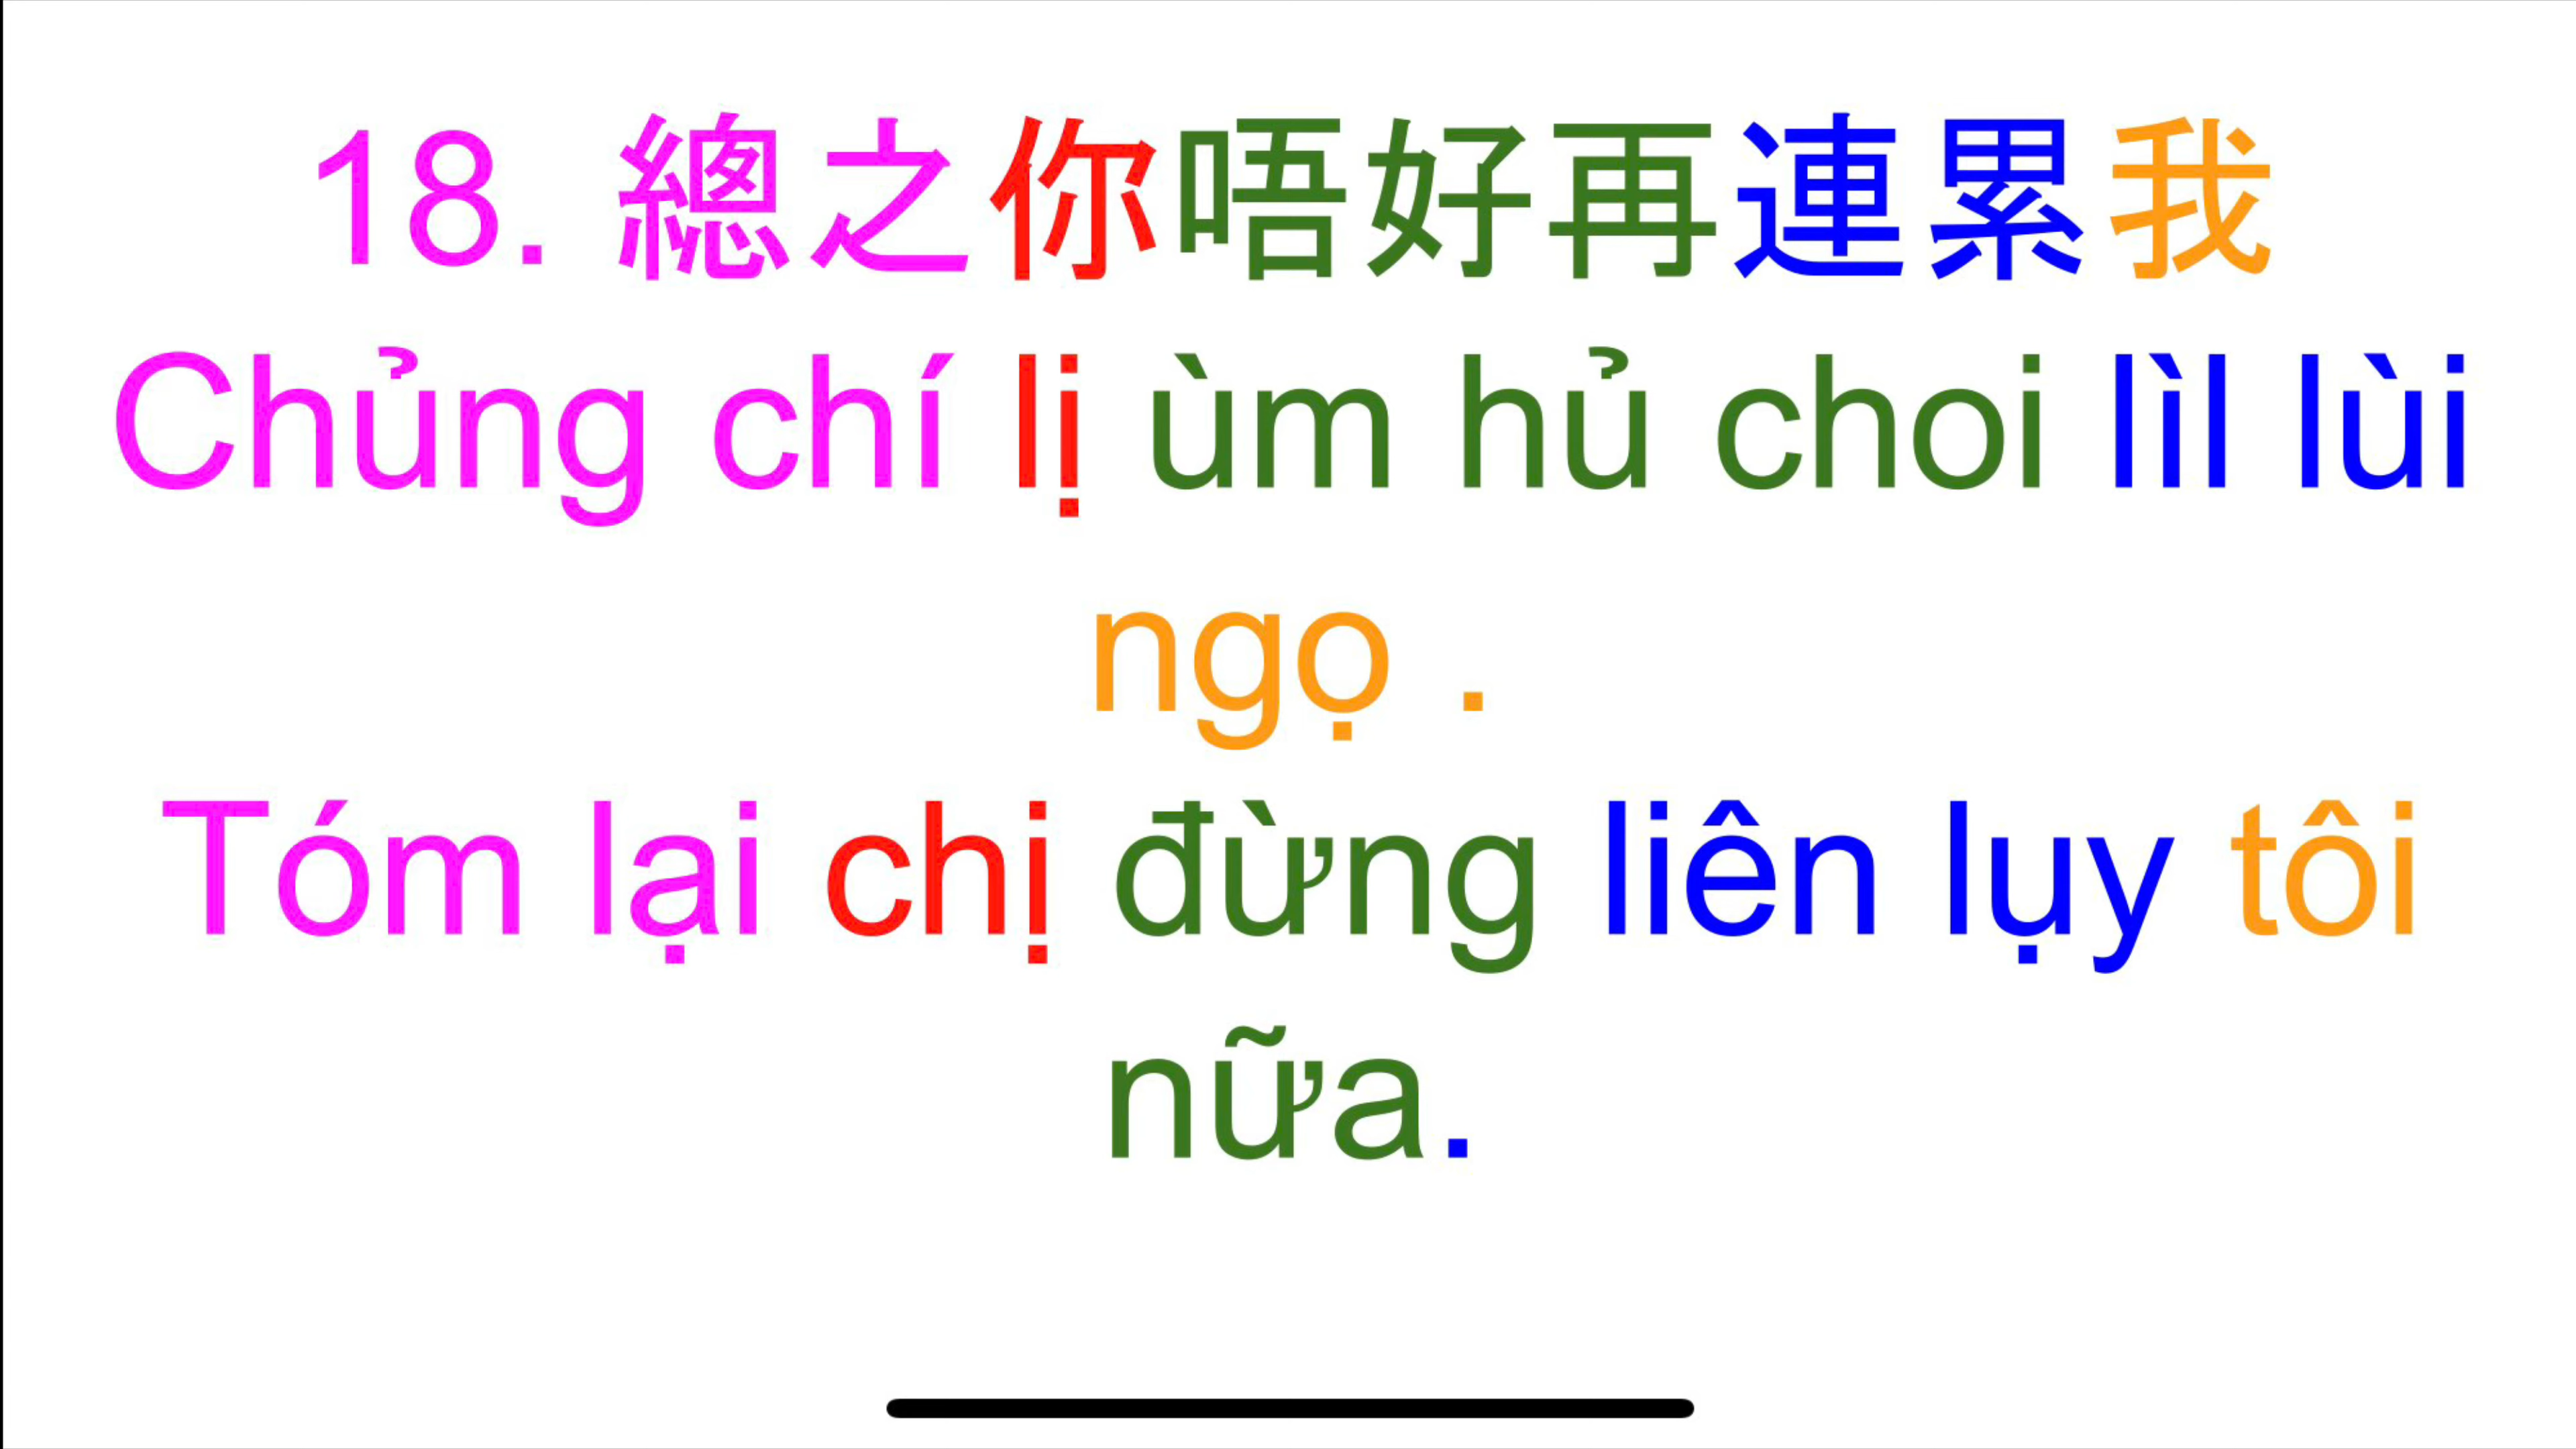 18. 總之你唔好再連累我
Chủng chí lị ùm hủ choi lìl lùi
ngọ .
Tóm lại chị đừng liên lụy tôi
nữa.